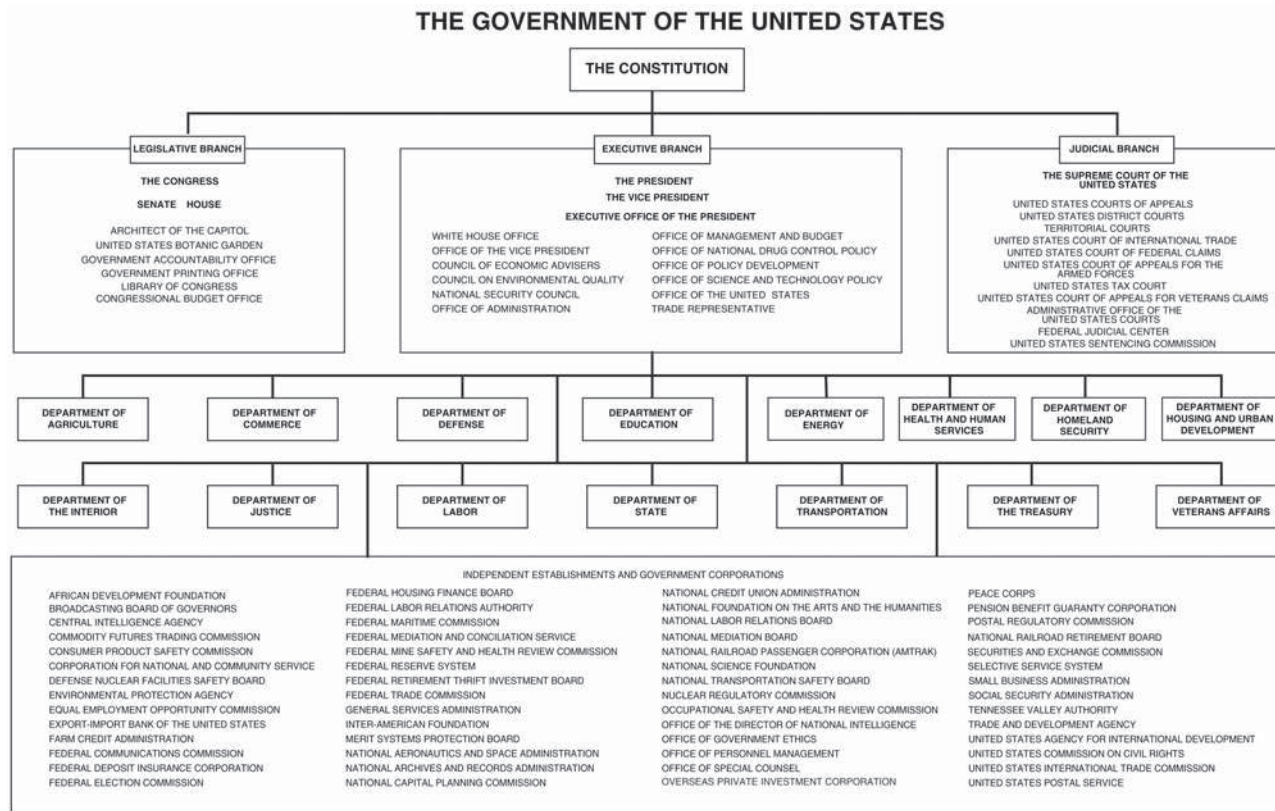 THE GOVERNMENT OF THE UNITED STATES
THE CONSTITUTION
LEGISLATIVE BRANCH
THE CONGRESS
SENATE HOUSE
ARCHITECT OF THE CAPITOL
UNITED STATES BOTANIC GARDEN
GOVERNMENT ACCOUNTABILITY OFFICE
GOVERNMENT PRINTING OFFICE
LIBRARY OF CONGRESS
CONGRESSIONAL BUDGET OFFICE
EXECUTIVE BRANCH
THE PRESIDENT
THE VICE PRESIDENT
EXECUTIVE OFFICE OF THE PRESIDENT
WHITE HOUSE OFFICE
OFFICE OF THE VICE PRESIDENT
COUNCIL OF ECONOMIC ADVISERS
COUNCIL ON ENVIRONMENTAL QUALITY
NATIONAL SECURITY COUNCIL
OFFICE OF ADMINISTRATION
OFFICE OF MANAGEMENT AND BUDGET
OFFICE OF NATIONAL DRUG CONTROL POLICY
OFFICE OF POLICY DEVELOPMENT
OFFICE OF SCIENCE AND TECHNOLOGY POLICY
OFFICE OF THE UNITED STATES
TRADE REPRESENTATIVE
JUDICIAL BRANCH
THE SUPREME COURT OF THE
UNITED STATES
UNITED STATES COURTS OF APPEALS
UNITED STATES DISTRICT COURTS
TERRITORIAL COURTS
UNITED STATES COURT OF INTERNATIONAL TRADE
UNITED STATES COURT OF FEDERAL CLAIMS
UNITED STATES COURT OF APPEALS FOR THE
ARMED FORCES
UNITED STATES TAX COURT
UNITED STATES COURT OF APPEALS FOR VETERANS CLAIMS
ADMINISTRATIVE OFFICE OF THE
UNITED STATES COURTS
FEDERAL JUDICIAL CENTER
UNITED STATES SENTENCING COMMISSION
DEPARTMENT OF
AGRICULTURE
DEPARTMENT OF
COMMERCE
DEPARTMENT OF
DEFENSE
DEPARTMENT OF
EDUCATION
DEPARTMENT OF
ENERGY
DEPARTMENT OF
HEALTH AND HUMAN
SERVICES
DEPARTMENT OF
HOMELAND
SECURITY
DEPARTMENT OF
HOUSING AND URBAN
DEVELOPMENT
DEPARTMENT OF
THE INTERIOR
DEPARTMENT OF
JUSTICE
DEPARTMENT OF
LABOR
DEPARTMENT OF
STATE
DEPARTMENT OF
TRANSPORTATION
DEPARTMENT OF
THE TREASURY
DEPARTMENT OF
VETERANS AFFAIRS
INDEPENDENT ESTABLISHMENTS AND GOVERNMENT CORPORATIONS
AFRICAN DEVELOPMENT FOUNDATION
BROADCASTING BOARD OF GOVERNORS
CENTRAL INTELLIGENCE AGENCY
COMMODITY FUTURES TRADING COMMISSION
CONSUMER PRODUCT SAFETY COMMISSION
CORPORATION FOR NATIONAL AND COMMUNITY SERVICE
DEFENSE NUCLEAR FACILITIES SAFETY BOARD
ENVIRONMENTAL PROTECTION AGENCY
EQUAL EMPLOYMENT OPPORTUNITY COMMISSION
EXPORT-IMPORT BANK OF THE UNITED STATES
FARM CREDIT ADMINISTRATION
FEDERAL COMMUNICATIONS COMMISSION
FEDERAL DEPOSIT INSURANCE CORPORATION
FEDERAL ELECTION COMMISSION
FEDERAL HOUSING FINANCE BOARD
FEDERAL LABOR RELATIONS AUTHORITY
FEDERAL MARITIME COMMISSION
FEDERAL MEDIATION AND CONCILIATION SERVICE
FEDERAL MINE SAFETY AND HEALTH REVIEW COMMISSION
FEDERAL RESERVE SYSTEM
FEDERAL RETIREMENT THRIFT INVESTMENT BOARD
FEDERAL TRADE COMMISSION
GENERAL SERVICES ADMINISTRATION
INTER-AMERICAN FOUNDATION
MERIT SYSTEMS PROTECTION BOARD
NATIONAL AERONAUTICS AND SPACE ADMINISTRATION
NATIONAL ARCHIVES AND RECORDS ADMINISTRATION
NATIONAL CAPITAL PLANNING COMMISSION
NATIONAL CREDIT UNION ADMINISTRATION
NATIONAL FOUNDATION ON THE ARTS AND THE HUMANITIES
NATIONAL LABOR RELATIONS BOARD
NATIONAL MEDIATION BOARD
NATIONAL RAILROAD PASSENGER CORPORATION (AMTRAK)
NATIONAL SCIENCE FOUNDATION
NATIONAL TRANSPORTATION SAFETY BOARD
NUCLEAR REGULATORY COMMISSION
OCCUPATIONAL SAFETY AND HEALTH REVIEW COMMISSION
OFFICE OF THE DIRECTOR OF NATIONAL INTELLIGENCE
OFFICE OF GOVERNMENT ETHICS
OFFICE OF PERSONNEL MANAGEMENT
OFFICE OF SPECIAL COUNSEL
OVERSEAS PRIVATE INVESTMENT CORPORATION
PEACE CORPS
PENSION BENEFIT GUARANTY CORPORATION
POSTAL REGULATORY COMMISSION
NATIONAL RAILROAD RETIREMENT BOARD
SECURITIES AND EXCHANGE COMMISSION
SELECTIVE SERVICE SYSTEM
SMALL BUSINESS ADMINISTRATION
SOCIAL SECURITY ADMINISTRATION
TENNESSEE VALLEY AUTHORITY
TRADE AND DEVELOPMENT AGENCY
UNITED STATES AGENCY FOR INTERNATIONAL DEVELOPMENT
UNITED STATES COMMISSION ON CIVIL RIGHTS
UNITED STATES INTERNATIONAL TRADE COMMISSION
UNITED STATES POSTAL SERVICE